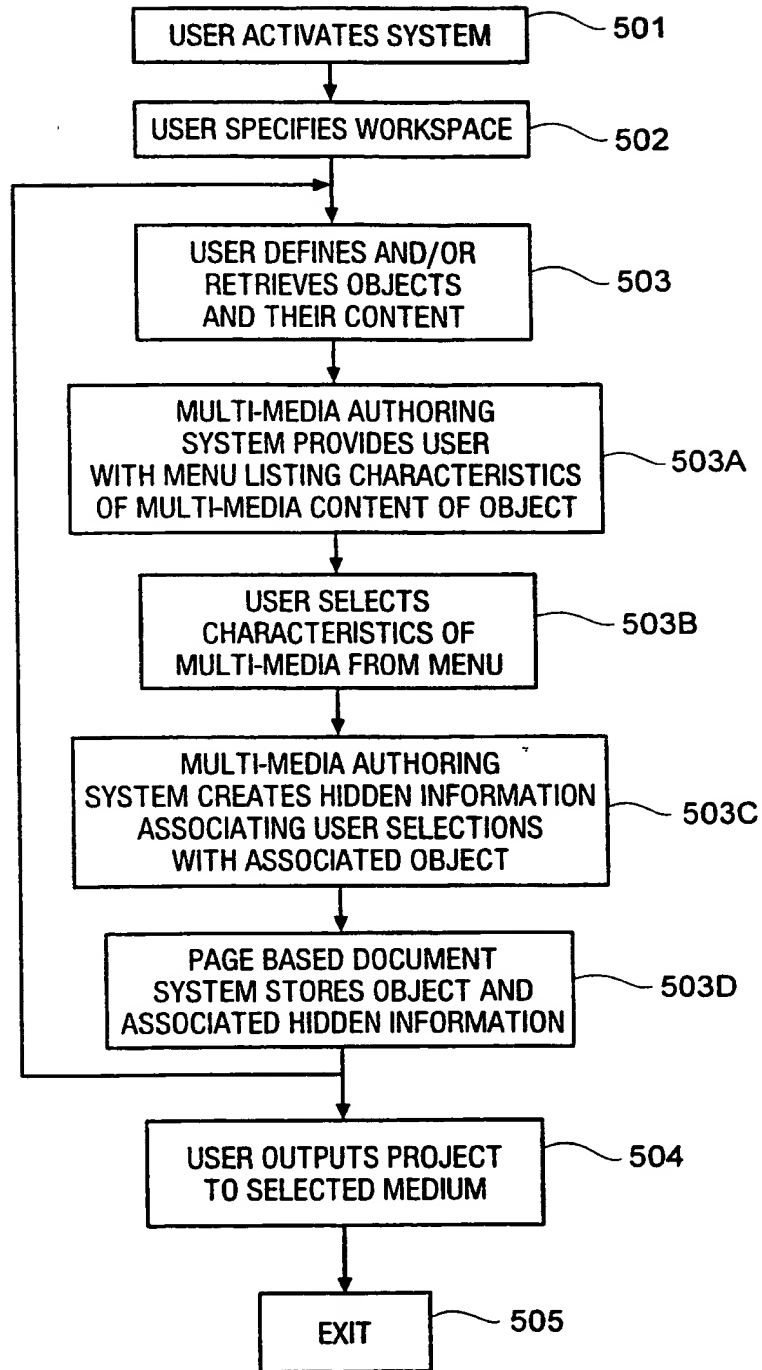 USER ACTIVATES SYSTEM
501
USER SPECIFIES WORKSPACE
502
USER DEFINES AND/OR
RETRIEVES OBJECTS
AND THEIR CONTENT
503
MULTI-MEDIA AUTHORING
SYSTEM PROVIDES USER
WITH MENU LISTING CHARACTERISTICS
OF MULTI-MEDIA CONTENT OF OBJECT
503A
USER SELECTS
CHARACTERISTICS OF
MULTI-MEDIA FROM MENU
503B
MULTI-MEDIA AUTHORING
SYSTEM CREATES HIDDEN INFORMATION
ASSOCIATING USER SELECTIONS
WITH ASSOCIATED OBJECT
503C
PAGE BASED DOCUMENT
SYSTEM STORES OBJECT AND
ASSOCIATED HIDDEN INFORMATION
503D
USER OUTPUTS PROJECT
TO SELECTED MEDIUM
504
EXIT
505